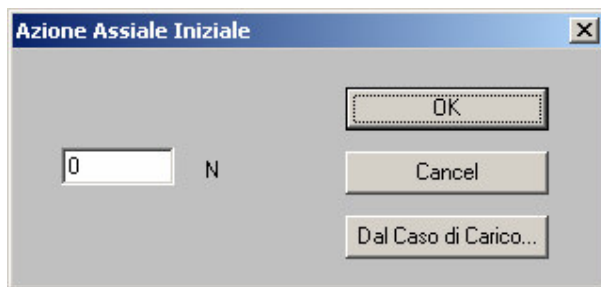 Azione Assiale Iniziale
OK
0 N
Cancel
Dal Caso di Carico...